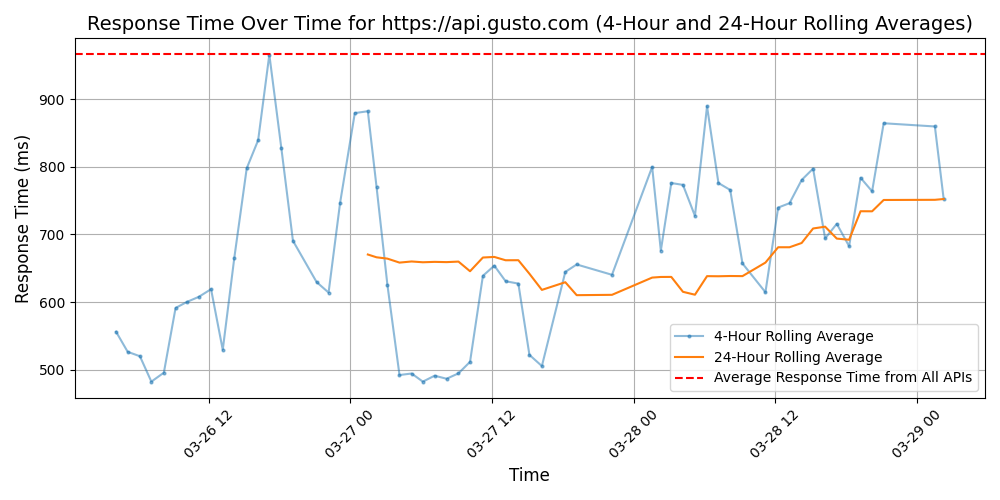 Response Time Over Time for https://api.gusto.com (4-Hour and 24-Hour Rolling Averages)
Response Time (ms)
900
800
700
600
500
4-Hour Rolling Average
24-Hour Rolling Average
Average Response Time from All APIs
03-26 12
03-27 00
03-27 12
03-28 00
03-28 12
03-29 00
Time